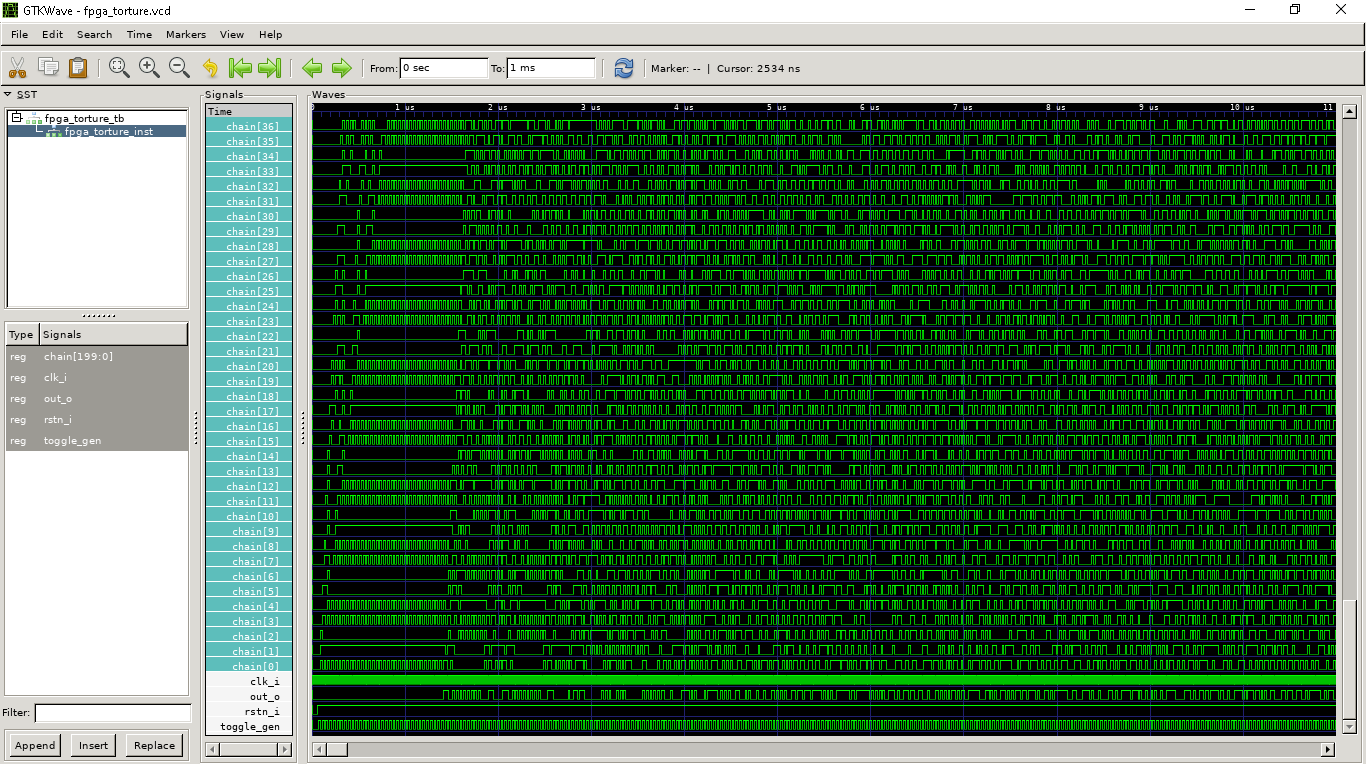 GTKWave - fpga_torture.vcd
File Edit Search Time Markers View Help
From: 0 sec To: 1 ms Marker: -- | Cursor: 2534 ns
SST
fpga_torture_tb
fpga_torture_inst
Type Signals
reg chain[199:0]
reg clk_i
reg out_o
reg rstn_i
reg toggle_gen
Filter:
Append Insert Replace
Signals
Time
chain[36]
chain[35]
chain[34]
chain[33]
chain[32]
chain[31]
chain[30]
chain[29]
chain[28]
chain[27]
chain[26]
chain[25]
chain[24]
chain[23]
chain[22]
chain[21]
chain[20]
chain[19]
chain[18]
chain[17]
chain[16]
chain[15]
chain[14]
chain[13]
chain[12]
chain[11]
chain[10]
chain[9]
chain[8]
chain[7]
chain[6]
chain[5]
chain[4]
chain[3]
chain[2]
chain[1]
chain[0]
clk_i
out_o
rstn_i
toggle_gen
Waves
0 1 us 2 us 3 us 4 us 5 us 6 us 7 us 8 us 9 us 10 us 11